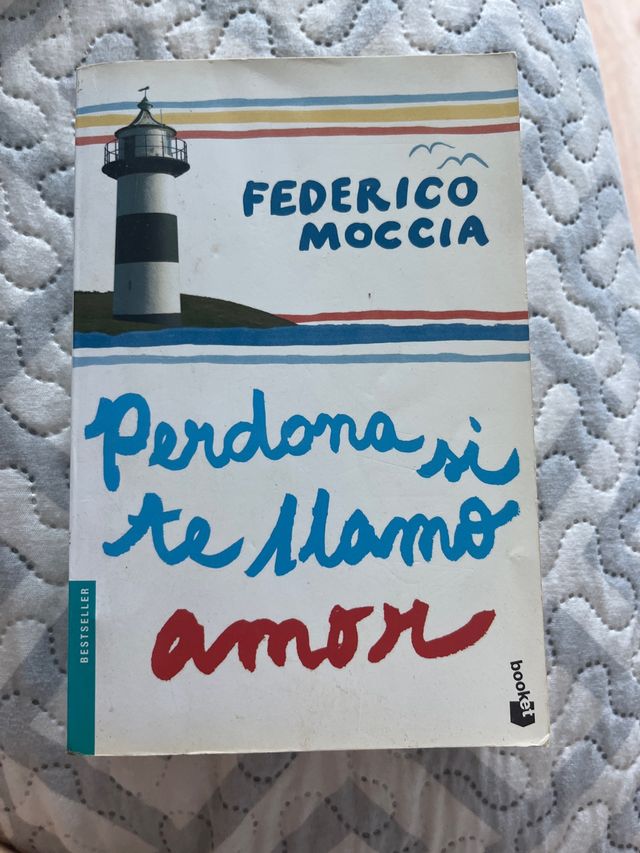 FEDERICO
MOCCIA
Perdona si
te llamo
amor
BESTSELLER
booket